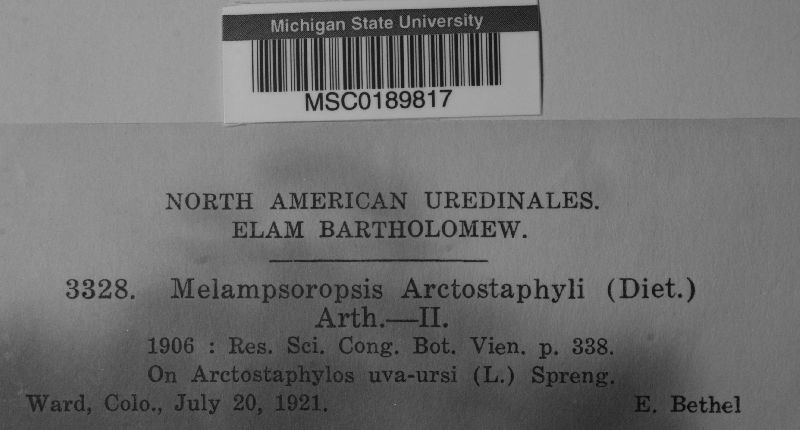 Michigan State University
MSC0189817
NORTH AMERICAN UREDINALES.
ELAM BARTHOLOMEW.
3328. Melampsoropsis Arctostaphyli (Diet.)
Arth.—II.
1906 : Res. Sci. Cong. Bot. Vien. p. 338.
On Arctostaphylos uva-ursi (L.) Spreng.
Ward, Colo., July 20, 1921. E. Bethel